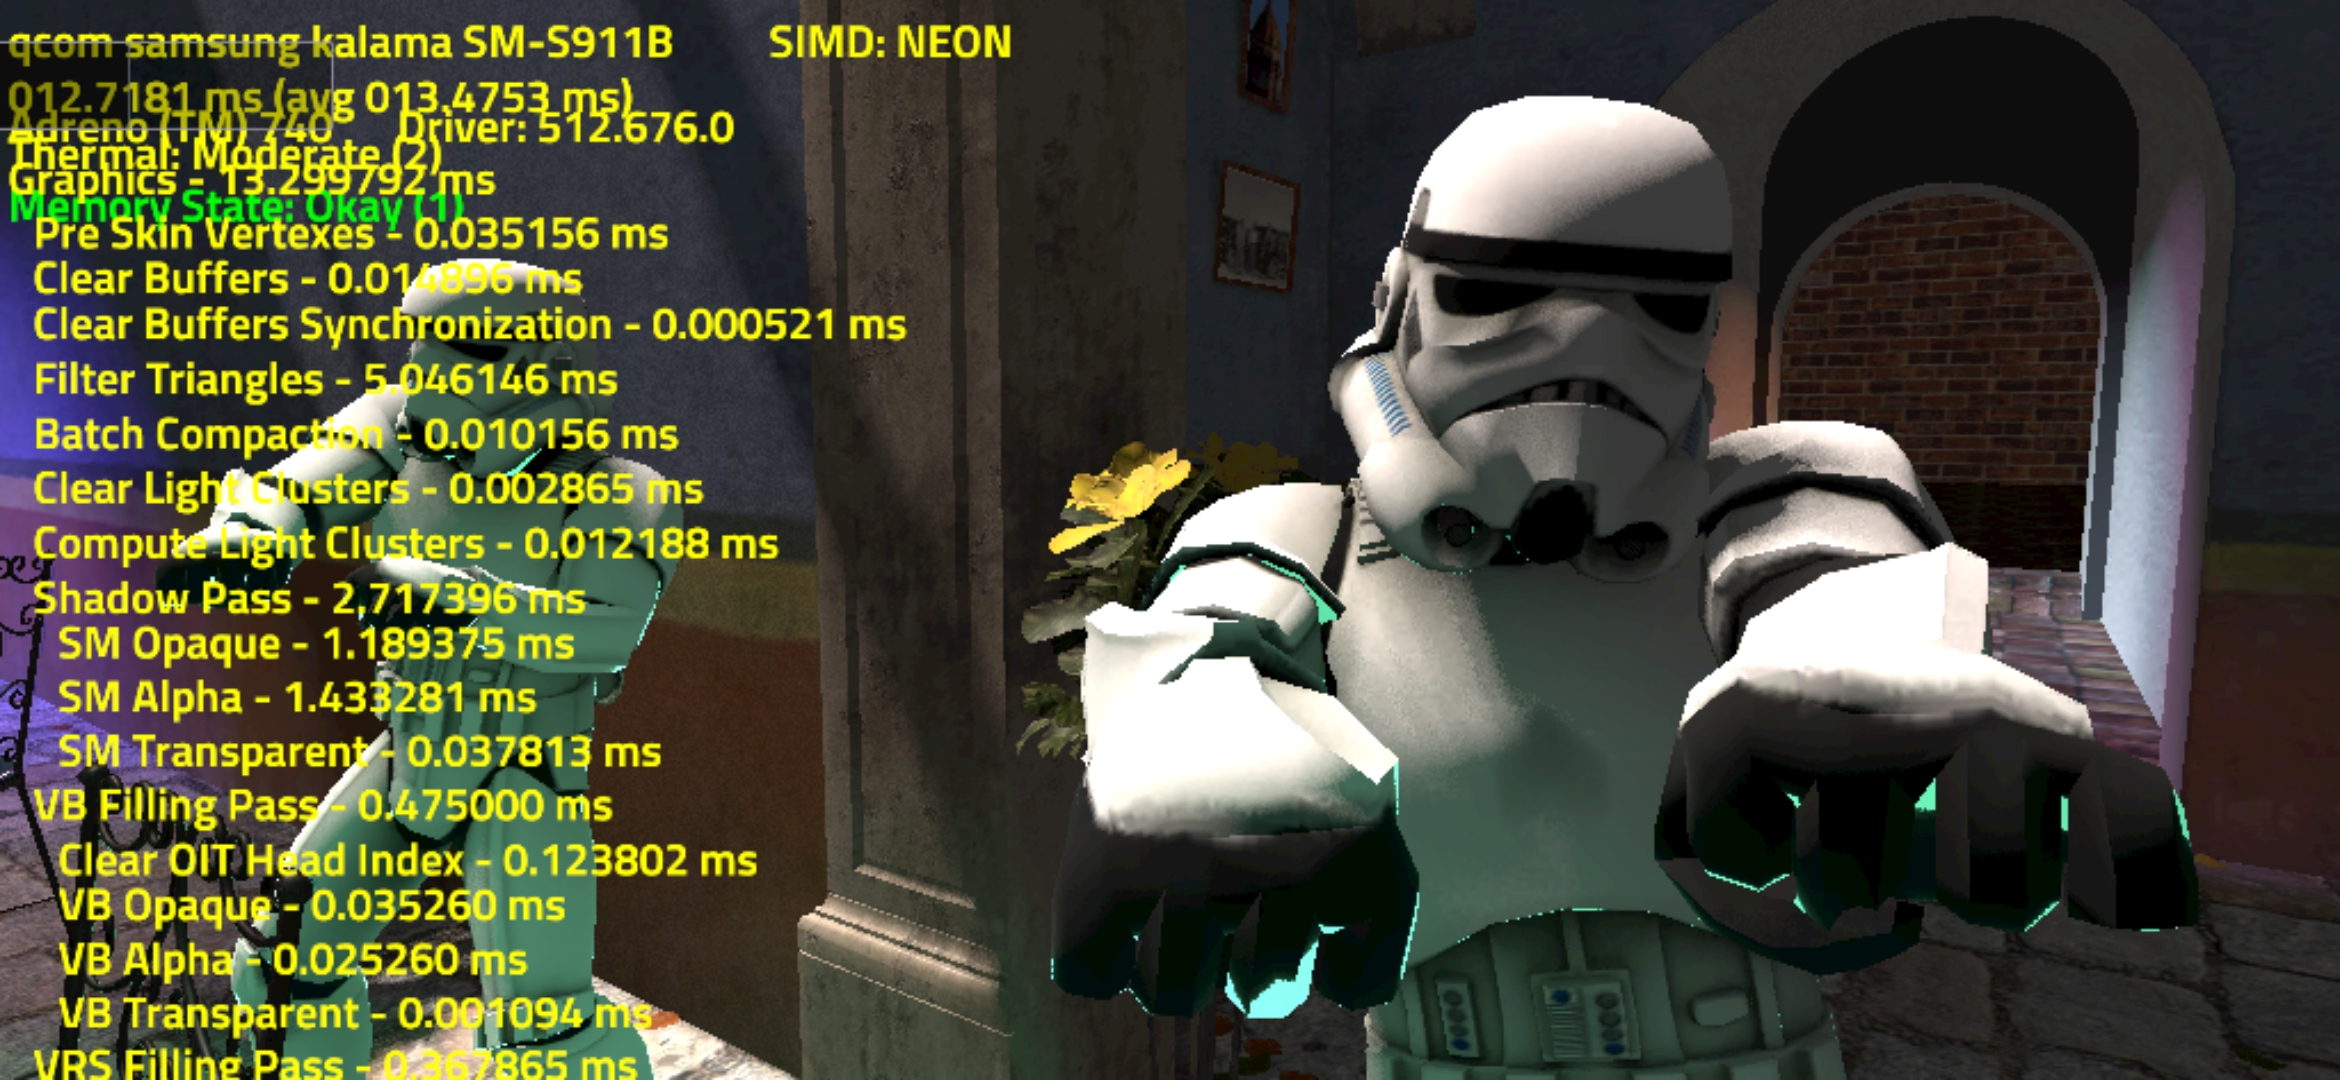 qcom samsung kalama SM-S911B SIMD: NEON
012.7181 ms (avg 013.4753 ms)
Adreno (TM) 740 Driver: 512.676.0
Thermal: Moderate (2)
Graphics - 13.299792 ms
Memory State: Okay (1)
Pre Skin Vertexes - 0.035156 ms
Clear Buffers - 0.014896 ms
Clear Buffers Synchronization - 0.000521 ms
Filter Triangles - 5.046146 ms
Batch Compaction - 0.010156 ms
Clear Light Clusters - 0.002865 ms
Compute Light Clusters - 0.012188 ms
Shadow Pass - 2.717396 ms
SM Opaque - 1.189375 ms
SM Alpha - 1.433281 ms
SM Transparent - 0.037813 ms
VB Filling Pass - 0.475000 ms
Clear OIT Head Index - 0.123802 ms
VB Opaque - 0.035260 ms
VB Alpha - 0.025260 ms
VB Transparent - 0.001094 ms
VRS Filling Pass - 0.367865 ms